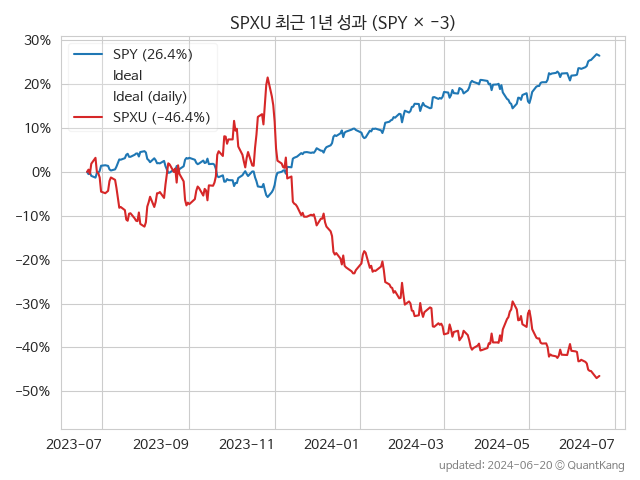 SPXU 최근 1년 성과 (SPY × −3)
SPY (26.4%)
Ideal
Ideal (daily)
SPXU (−46.4%)
30%
20%
10%
0%
−10%
−20%
−30%
−40%
−50%
2023−07
2023−09
2023−11
2024−01
2024−03
2024−05
2024−07
updated: 2024-06-20 © QuantKang